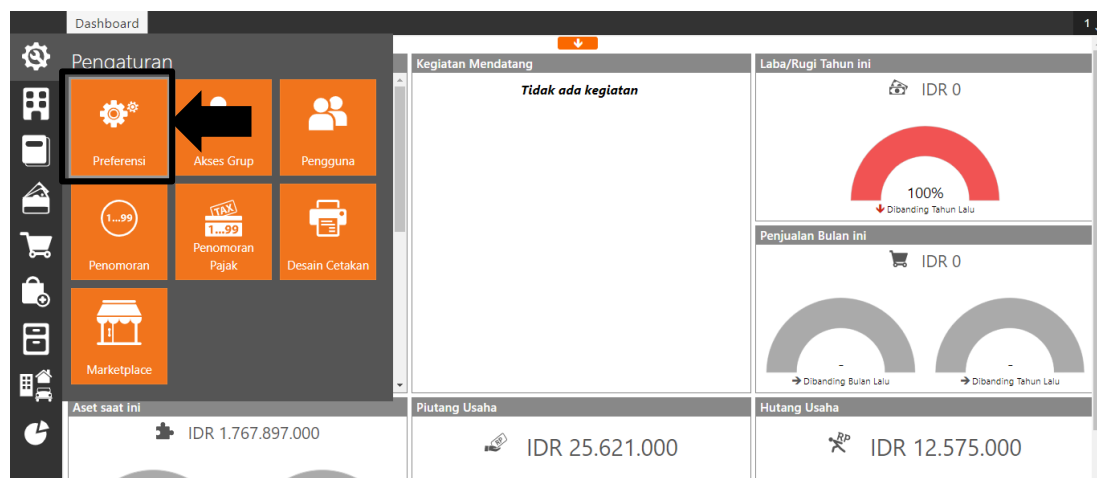 Dashboard
1
Pengaturan
Preferensi
Akses Grup
Pengguna
1...99
Penomoran
TAX
1...99
Penomoran
Pajak
Desain Cetakan
Marketplace
Kegiatan Mendatang
Tidak ada kegiatan
Laba/Rugi Tahun ini
IDR 0
100%
Dibanding Tahun Lalu
Penjualan Bulan ini
IDR 0
-
Dibanding Bulan Lalu
-
Dibanding Tahun Lalu
Aset saat ini
IDR 1.767.897.000
Piutang Usaha
RP
IDR 25.621.000
Hutang Usaha
RP
IDR 12.575.000